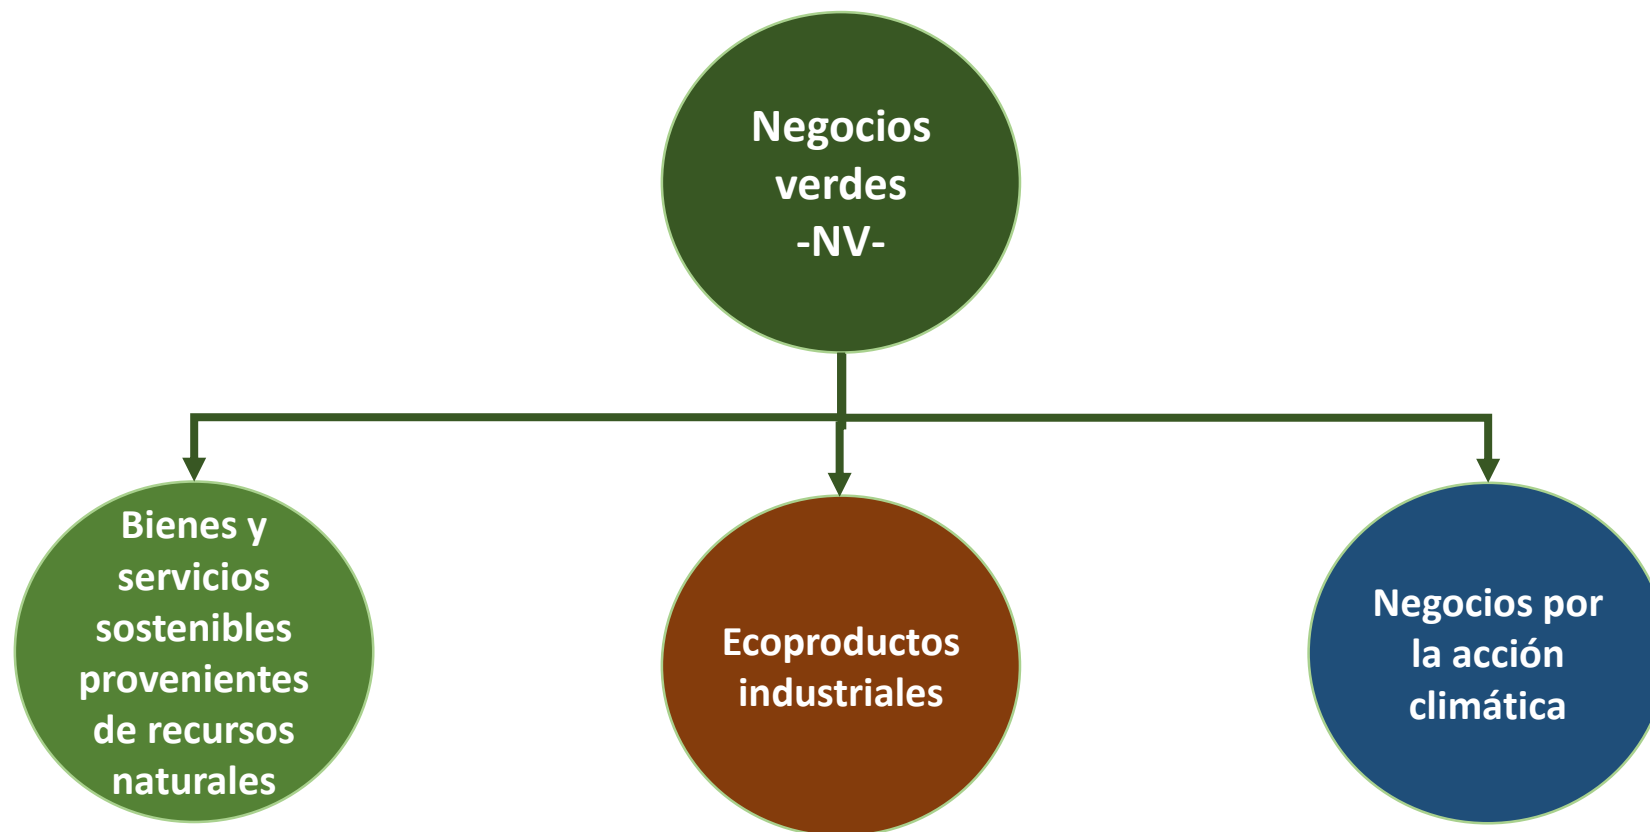 Negocios
verdes
-NV-
Bienes y
servicios
sostenibles
provenientes
de recursos
naturales
Ecoproductos
industriales
Negocios por
la acción
climática